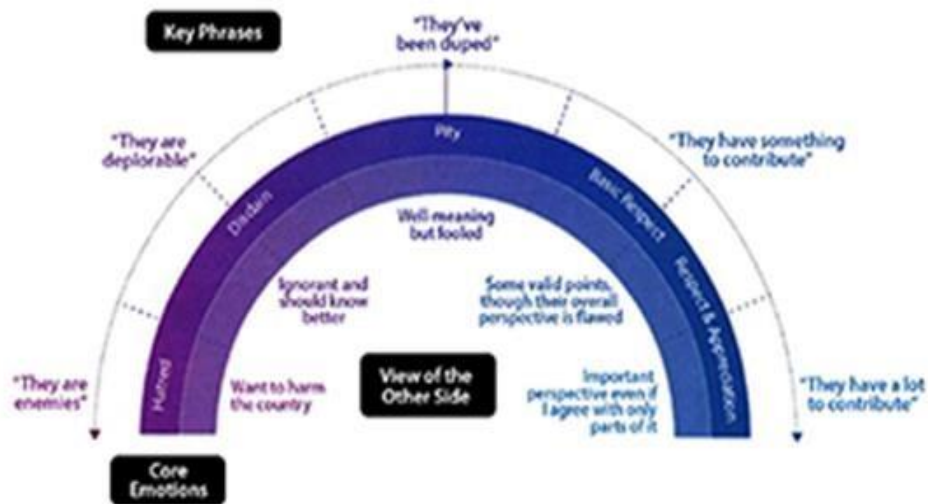 Key Phrases
"They've
been duped"
"They are
deplorable"
"They have something
to contribute"
Pity
Disdain
Basic Respect
Well-meaning
but fooled
Ignorant and
should know
better
Some valid points,
though their overall
perspective is flawed
Respect & Appreciation
Hatred
"They are
enemies"
Want to harm
the country
View of the
Other Side
Important
perspective even if
I agree with only
parts of it
"They have a lot
to contribute"
Core
Emotions